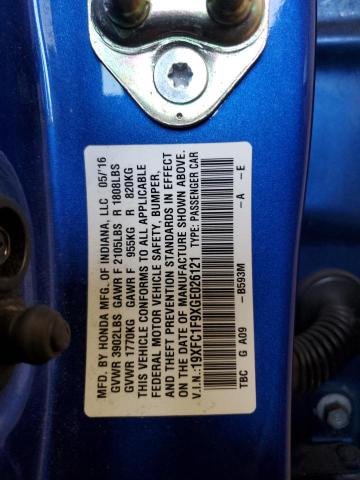 MFD. BY HONDA MFG. OF INDIANA, LLC 05/'16
GVWR 3902LBS GAWR F 2105LBS R 1808LBS
GVWR 1770KG GAWR F 955KG R 820KG
THIS VEHICLE CONFORMS TO ALL APPLICABLE
FEDERAL MOTOR VEHICLE SAFETY, BUMPER,
AND THEFT PREVENTION STANDARDS IN EFFECT
ON THE DATE OF MANUFACTURE SHOWN ABOVE.
V.I.N.:19XFC1F9XGE026121 TYPE: PASSENGER CAR
TBC G A09 -B593M -A -E